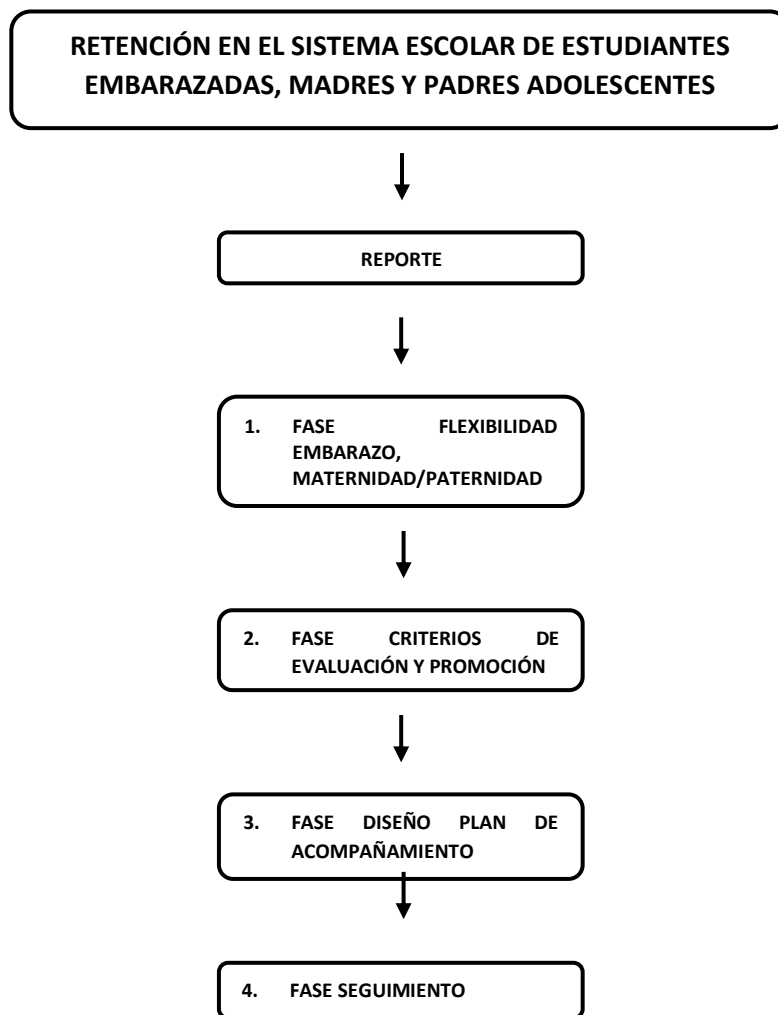 RETENCIÓN EN EL SISTEMA ESCOLAR DE ESTUDIANTES
EMBARAZADAS, MADRES Y PADRES ADOLESCENTES
REPORTE
1. FASE FLEXIBILIDAD
EMBARAZO,
MATERNIDAD/PATERNIDAD
2. FASE CRITERIOS DE
EVALUACIÓN Y PROMOCIÓN
3. FASE DISEÑO PLAN DE
ACOMPAÑAMIENTO
4. FASE SEGUIMIENTO